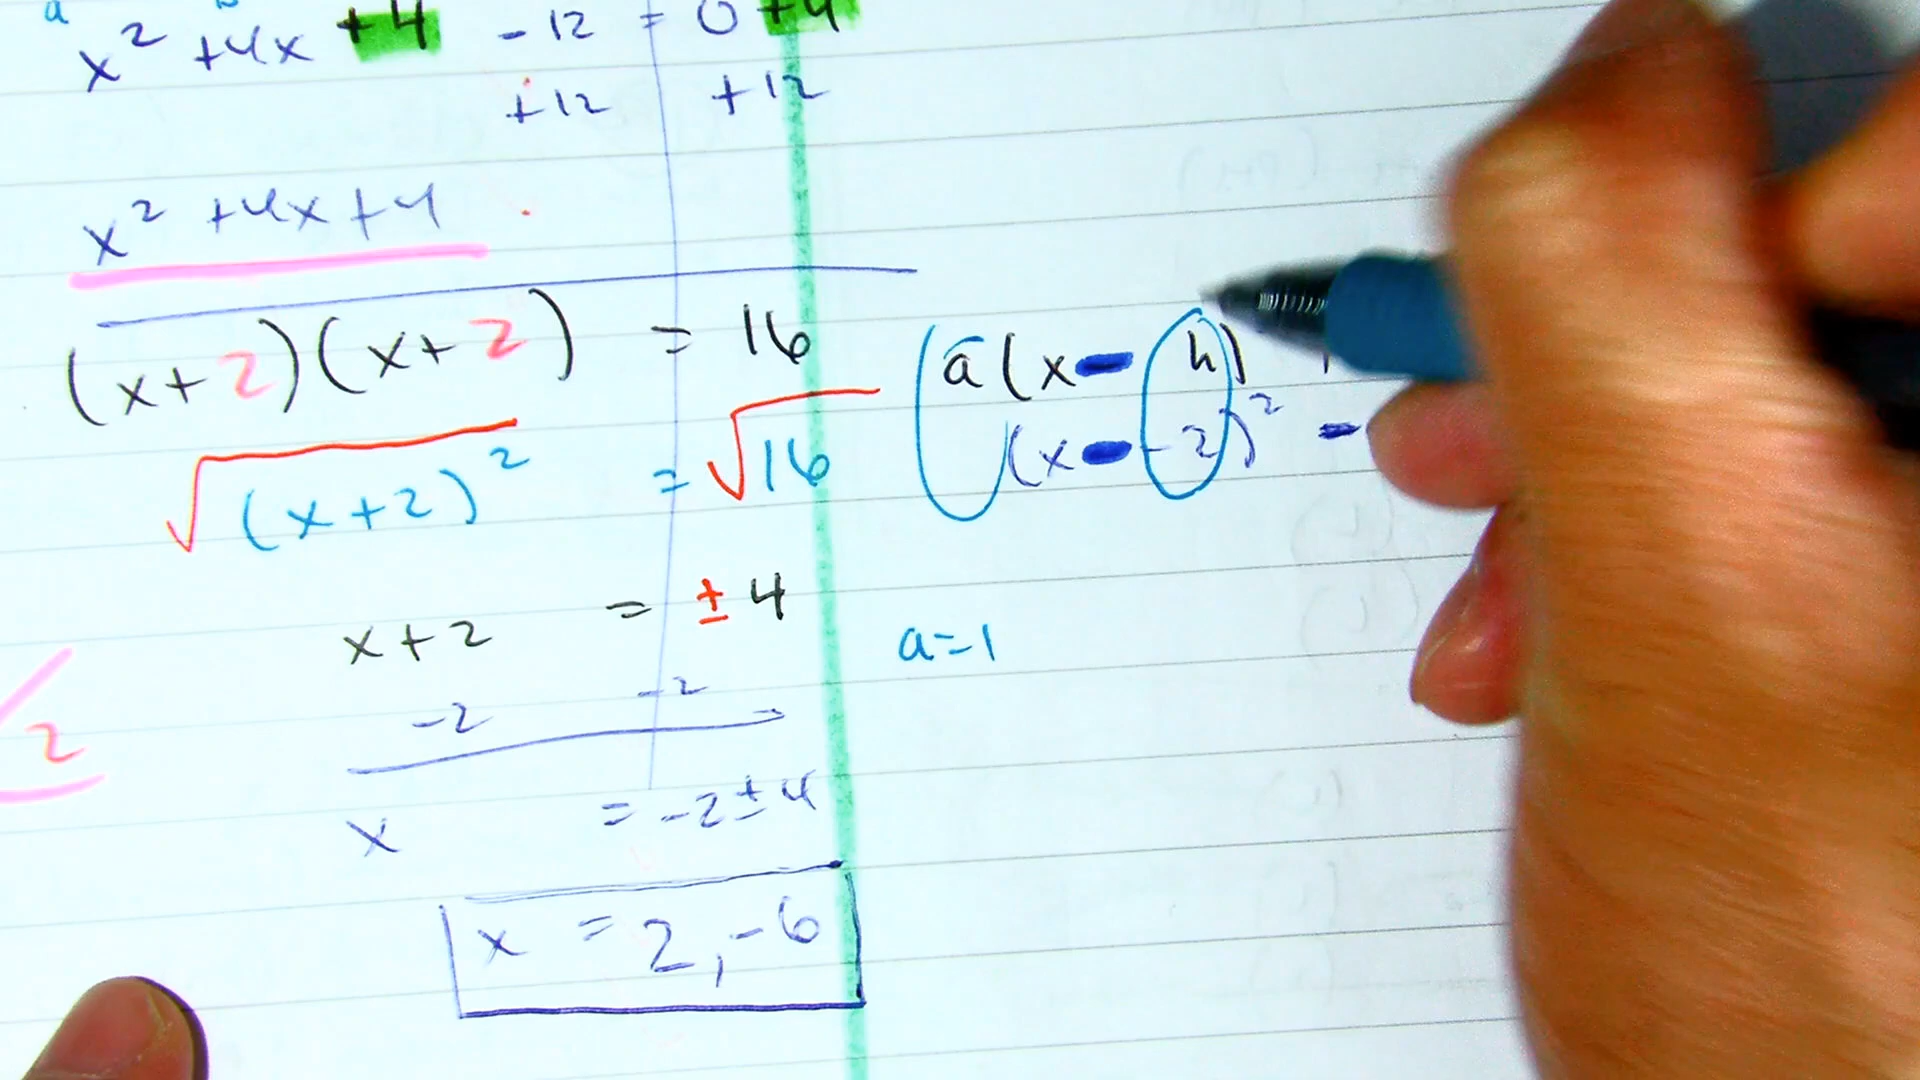 a b
x² +4x +4 -12 = 0 +4
+12 +12
x² +4x+4
(x+2)(x+2) = 16
√(x+2)² = √16
a(x-h)
(x--2)² -
x+2 = ±4
a=1
-2 -2
2
x = -2±4
x = 2,-6